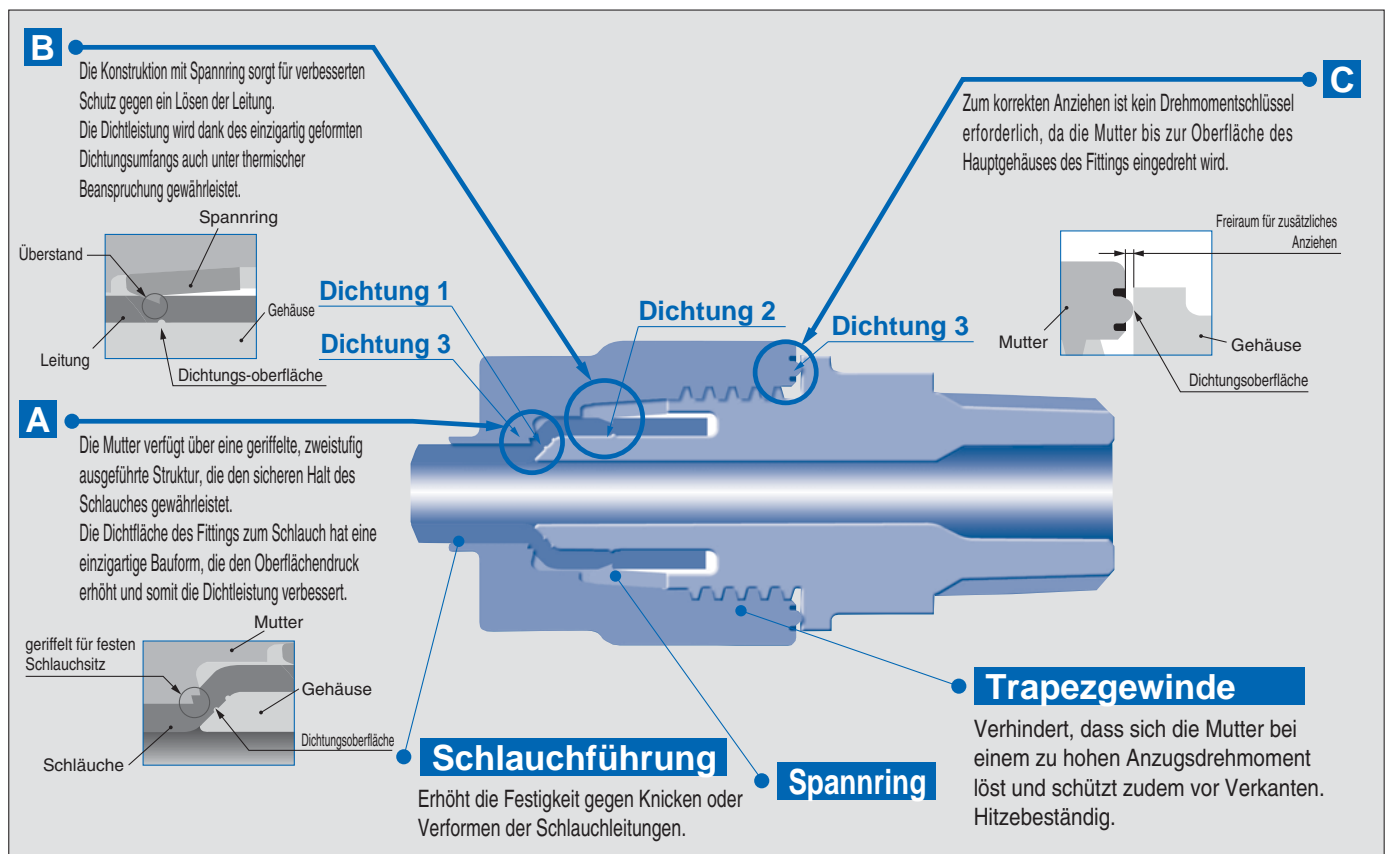 B
Die Konstruktion mit Spannring sorgt für verbesserten
Schutz gegen ein Lösen der Leitung.
Die Dichtleistung wird dank des einzigartig geformten
Dichtungsumfangs auch unter thermischer
Beanspruchung gewährleistet.
Spannring
Überstand
Gehäuse
Leitung
Dichtungs-oberfläche
C
Zum korrekten Anziehen ist kein Drehmomentschlüssel
erforderlich, da die Mutter bis zur Oberfläche des
Hauptgehäuses des Fittings eingedreht wird.
Freiraum für zusätzliches
Anziehen
Mutter
Gehäuse
Dichtungsoberfläche
Dichtung 1
Dichtung 2
Dichtung 3
Dichtung 3
A
Die Mutter verfügt über eine geriffelte, zweistufig
ausgeführte Struktur, die den sicheren Halt des
Schlauches gewährleistet.
Die Dichtfläche des Fittings zum Schlauch hat eine
einzigartige Bauform, die den Oberflächendruck
erhöht und somit die Dichtleistung verbessert.
Mutter
geriffelt für festen
Schlauchsitz
Gehäuse
Dichtungsoberfläche
Schläuche
Schlauchführung
Erhöht die Festigkeit gegen Knicken oder
Verformen der Schlauchleitungen.
Spannring
Trapezgewinde
Verhindert, dass sich die Mutter bei
einem zu hohen Anzugsdrehmoment
löst und schützt zudem vor Verkanten.
Hitzebeständig.